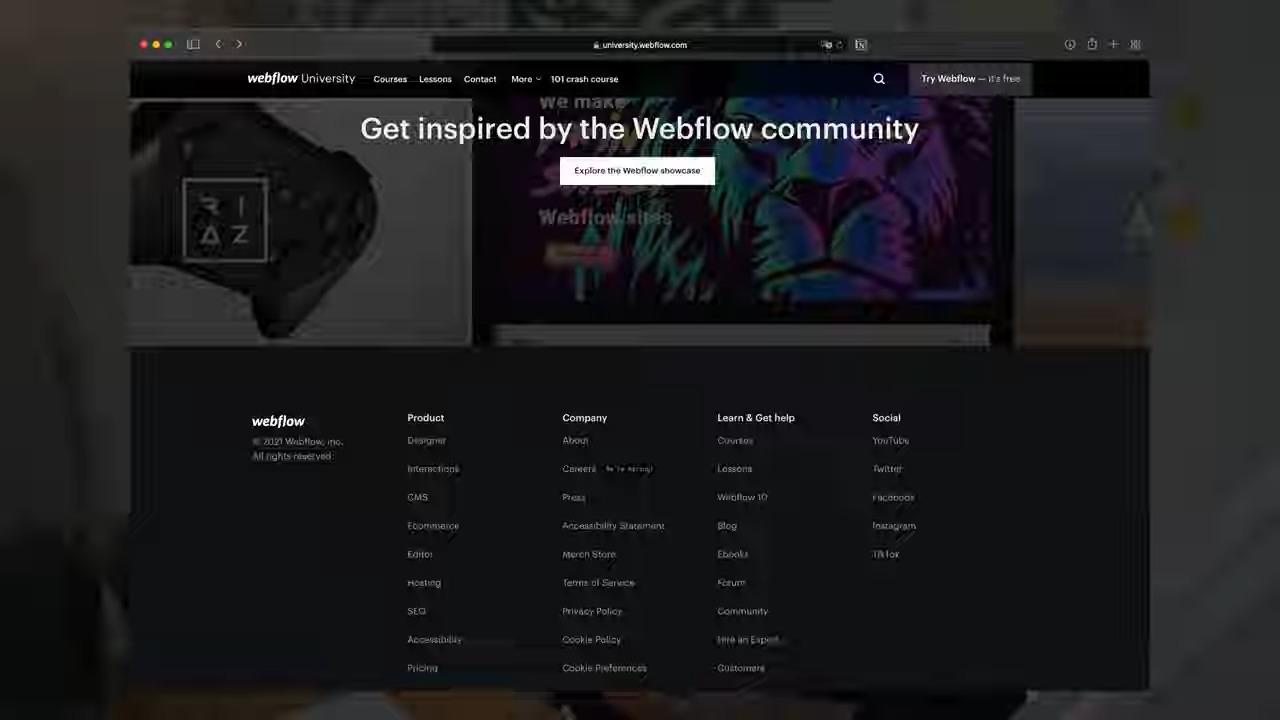 university.webflow.com
webflow University
Courses
Lessons
Contact
More
101 crash course
Try Webflow — it's free
We make
Get inspired by the Webflow community
Explore the Webflow showcase
Webflow sites
R I
A Z
webflow
© 2021 Webflow, Inc.
All rights reserved
Product
Designer
Interactions
CMS
Ecommerce
Editor
Hosting
SEO
Accessibility
Pricing
Company
About
Careers We're Hiring!
Press
Accessibility Statement
Merch Store
Terms of Service
Privacy Policy
Cookie Policy
Cookie Preferences
Learn & Get help
Courses
Lessons
Webflow 101
Blog
Ebooks
Forum
Community
Hire an Expert
Customers
Social
YouTube
Twitter
Facebook
Instagram
TikTok